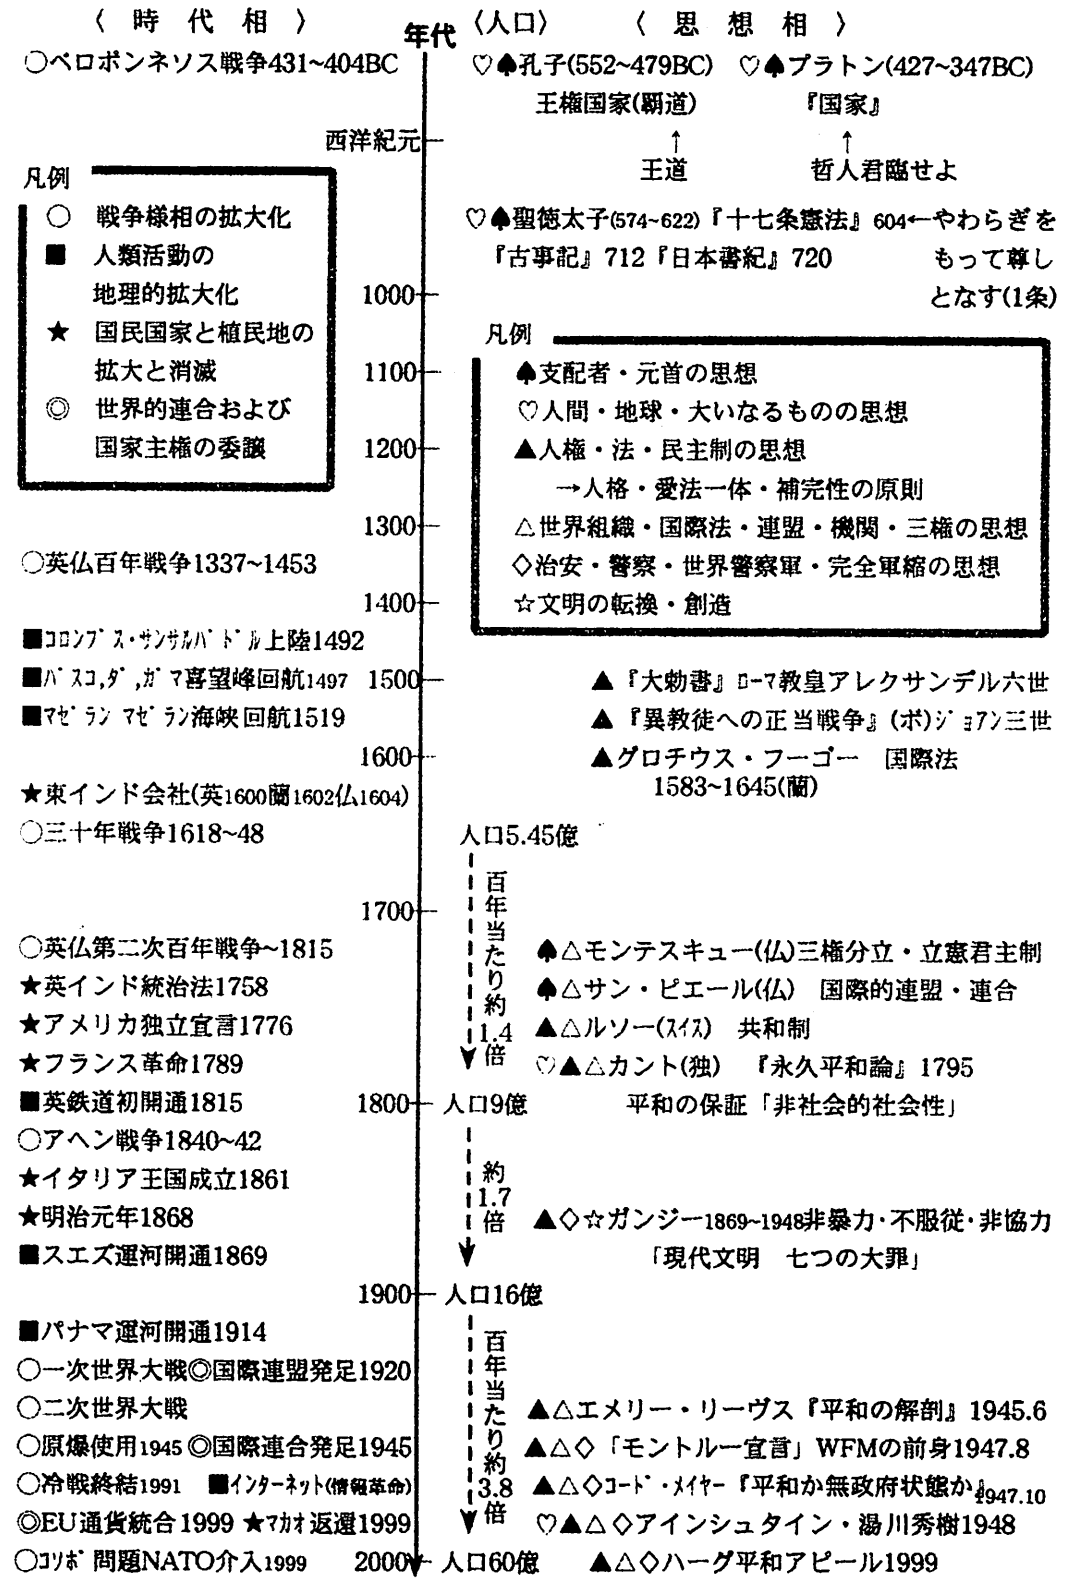 〈 時 代 相 〉
年代
〈人口〉
〈 思 想 相 〉
○ペロポンネソス戦争431~404BC
♡♠孔子(552~479BC) ♡♠プラトン(427~347BC)
王権国家(覇道) 『国家』
西洋紀元
↑ ↑
王道 哲人君臨せよ
凡例
○ 戦争様相の拡大化
■ 人類活動の
地理的拡大化
★ 国民国家と植民地の
拡大と消滅
◎ 世界的連合および
国家主権の委譲
♡♠聖徳太子(574~622)『十七条憲法』604←やわらぎを
『古事記』712『日本書紀』720 もって尊し
となす(1条)
1000
凡例
♠支配者・元首の思想
♡人間・地球・大いなるものの思想
▲人権・法・民主制の思想
→人格・愛法一体・補完性の原則
△世界組織・国際法・連盟・機関・三権の思想
◇治安・警察・世界警察軍・完全軍縮の思想
☆文明の転換・創造
1100
1200
1300
○英仏百年戦争1337~1453
1400
■コロンブス・サンサルバドル上陸1492
■バスコ,ダ,ガマ喜望峰回航1497
1500
▲『大勅書』ローマ教皇アレクサンデル六世
■マゼラン マゼラン海峡回航1519
▲『異教徒への正当戦争』(ポ)ジョアン三世
1600
▲グロチウス・フーゴー 国際法
1583~1645(蘭)
★東インド会社(英1600蘭1602仏1604)
○三十年戦争1618~48
人口5.45億
百年当たり約1.4倍
1700
○英仏第二次百年戦争~1815
♠△モンテスキュー(仏)三権分立・立憲君主制
★英インド統治法1758
♠△サン・ピエール(仏) 国際的連盟・連合
★アメリカ独立宣言1776
▲△ルソー(スイス) 共和制
★フランス革命1789
♡▲△カント(独) 『永久平和論』1795
■英鉄道初開通1815
1800
人口9億
平和の保証「非社会的社会性」
○アヘン戦争1840~42
★イタリア王国成立1861
約1.7倍
★明治元年1868
▲◇☆ガンジー1869~1948非暴力・不服従・非協力
■スエズ運河開通1869
「現代文明 七つの大罪」
1900
人口16億
■パナマ運河開通1914
百年当たり約3.8倍
○一次世界大戦◎国際連盟発足1920
○二次世界大戦
▲△エメリー・リーヴス『平和の解剖』1945.6
○原爆使用1945 ◎国際連合発足1945
▲△◇「モントルー宣言」WFMの前身1947.8
○冷戦終結1991 ■インターネット(情報革命)
▲△◇コード・メイヤー『平和か無政府状態か』1947.10
◎EU通貨統合1999 ★マカオ返還1999
♡▲△◇アインシュタイン・湯川秀樹1948
○コソボ問題NATO介入1999
2000
人口60億
▲△◇ハーグ平和アピール1999